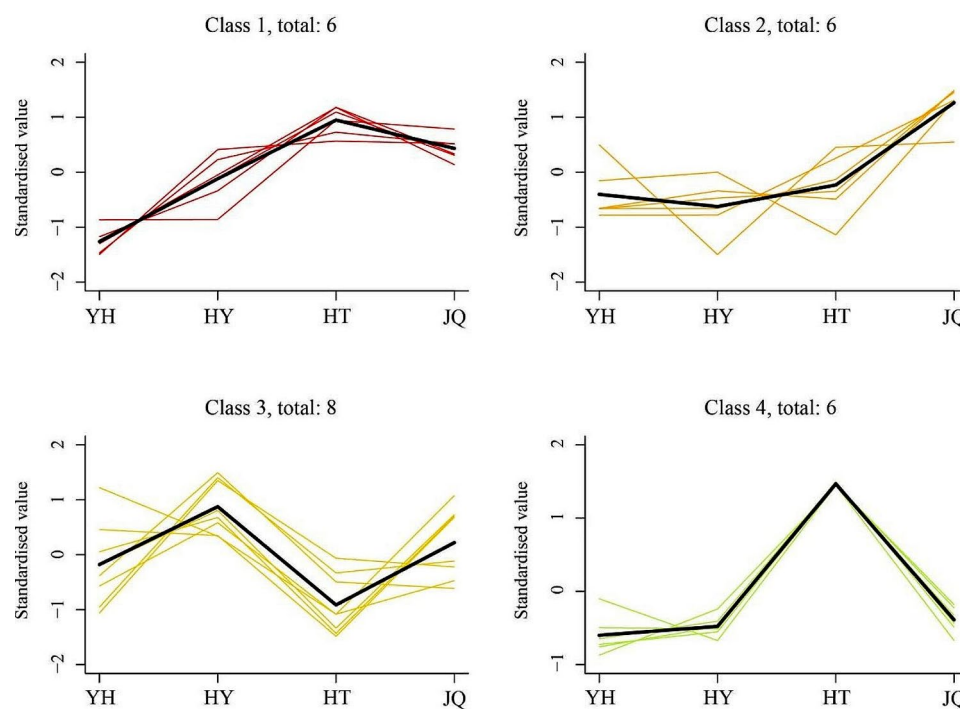 Class 1, total: 6
Standardised value
2
1
0
−1
−2
YH HY HT JQ
Class 2, total: 6
Standardised value
2
1
0
−1
−2
YH HY HT JQ
Class 3, total: 8
Standardised value
2
1
0
−1
−2
YH HY HT JQ
Class 4, total: 6
Standardised value
2
1
0
−1
YH HY HT JQ